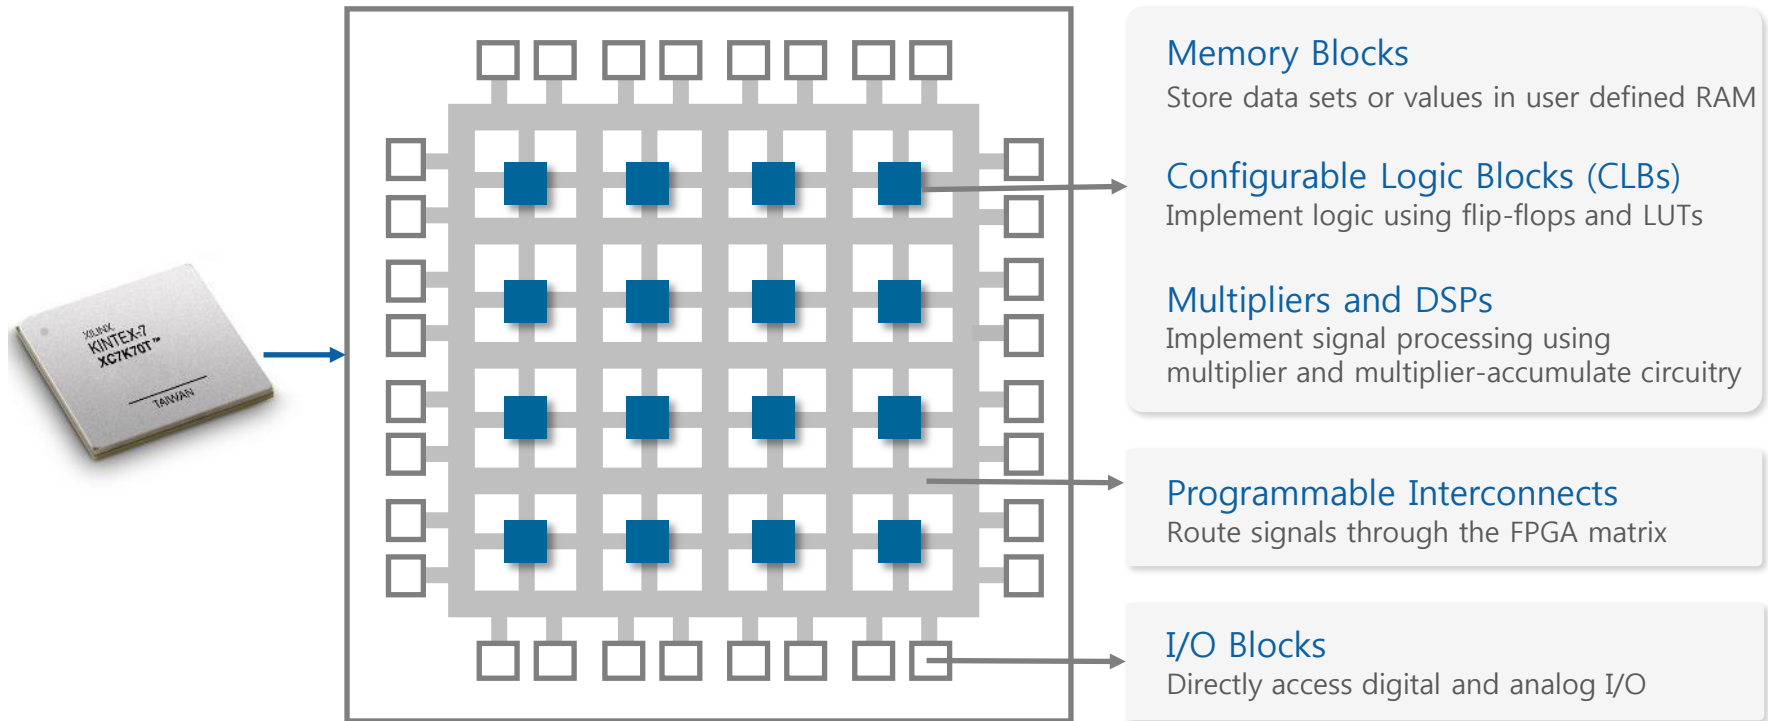 Memory Blocks
Store data sets or values in user defined RAM
Configurable Logic Blocks (CLBs)
Implement logic using flip-flops and LUTs
Multipliers and DSPs
Implement signal processing using
multiplier and multiplier-accumulate circuitry
XILINX
KINTEX-7
XC7K70T™
TAIWAN
Programmable Interconnects
Route signals through the FPGA matrix
I/O Blocks
Directly access digital and analog I/O